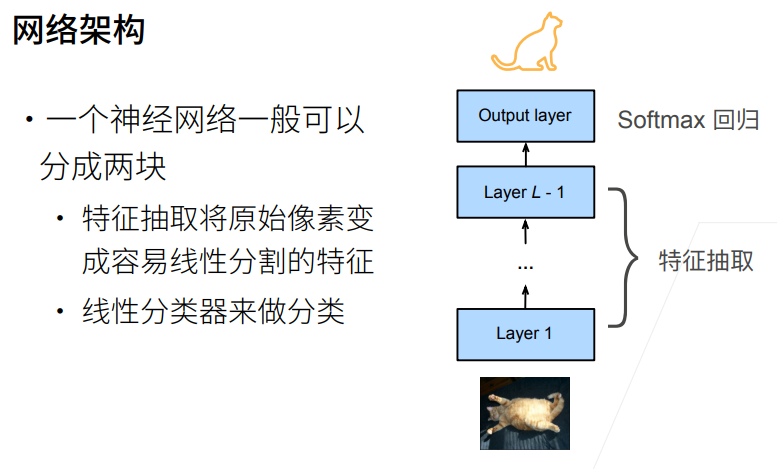 网络架构
• 一个神经网络一般可以
分成两块
• 特征抽取将原始像素变
成容易线性分割的特征
• 线性分类器来做分类
Output layer
Softmax 回归
Layer L - 1
...
特征抽取
Layer 1